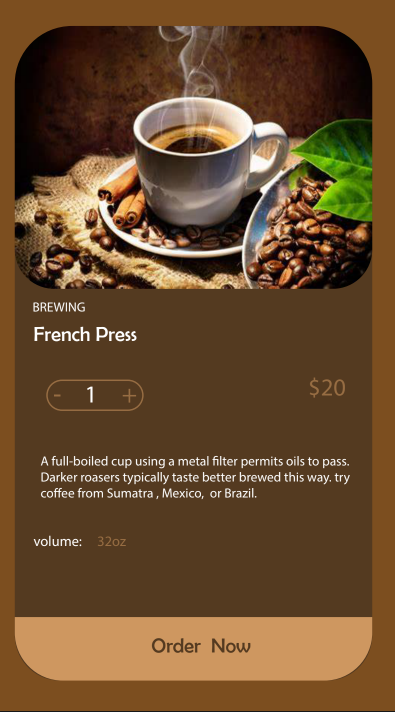 BREWING
French Press
- 1 +
$20
A full-boiled cup using a metal filter permits oils to pass.
Darker roasers typically taste better brewed this way. try
coffee from Sumatra , Mexico, or Brazil.
volume: 32oz
Order Now